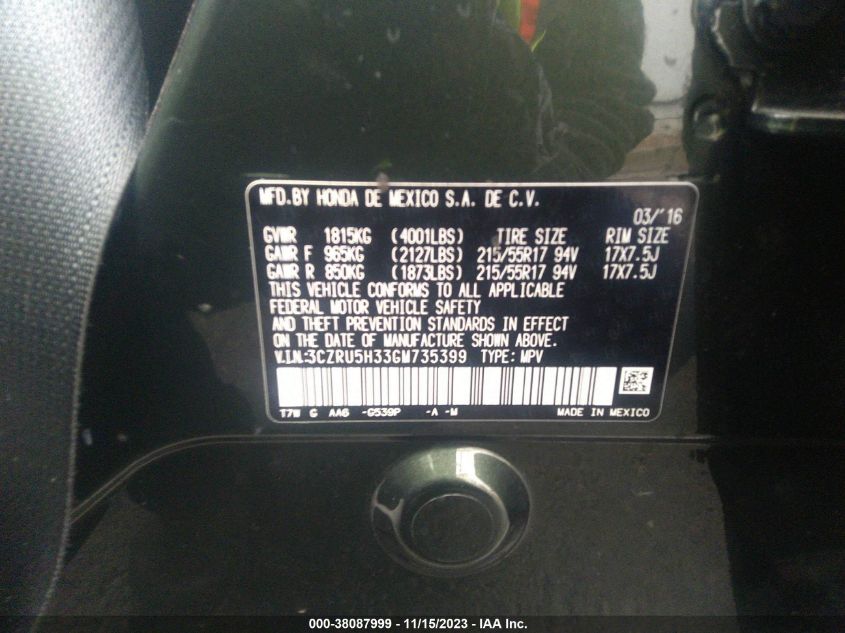 MFD.BY HONDA DE MEXICO S.A. DE C.V.
03/'16
GVWR 1815KG (4001LBS) TIRE SIZE RIM SIZE
GAWR F 965KG (2127LBS) 215/55R17 94V 17X7.5J
GAWR R 850KG (1873LBS) 215/55R17 94V 17X7.5J
THIS VEHICLE CONFORMS TO ALL APPLICABLE
FEDERAL MOTOR VEHICLE SAFETY
AND THEFT PREVENTION STANDARDS IN EFFECT
ON THE DATE OF MANUFACTURE SHOWN ABOVE.
V.I.N.:3CZRU5H33GM735399 TYPE: MPV
T7W G AA6 -G539P -A -M MADE IN MEXICO
000-38087999 - 11/15/2023 - IAA Inc.